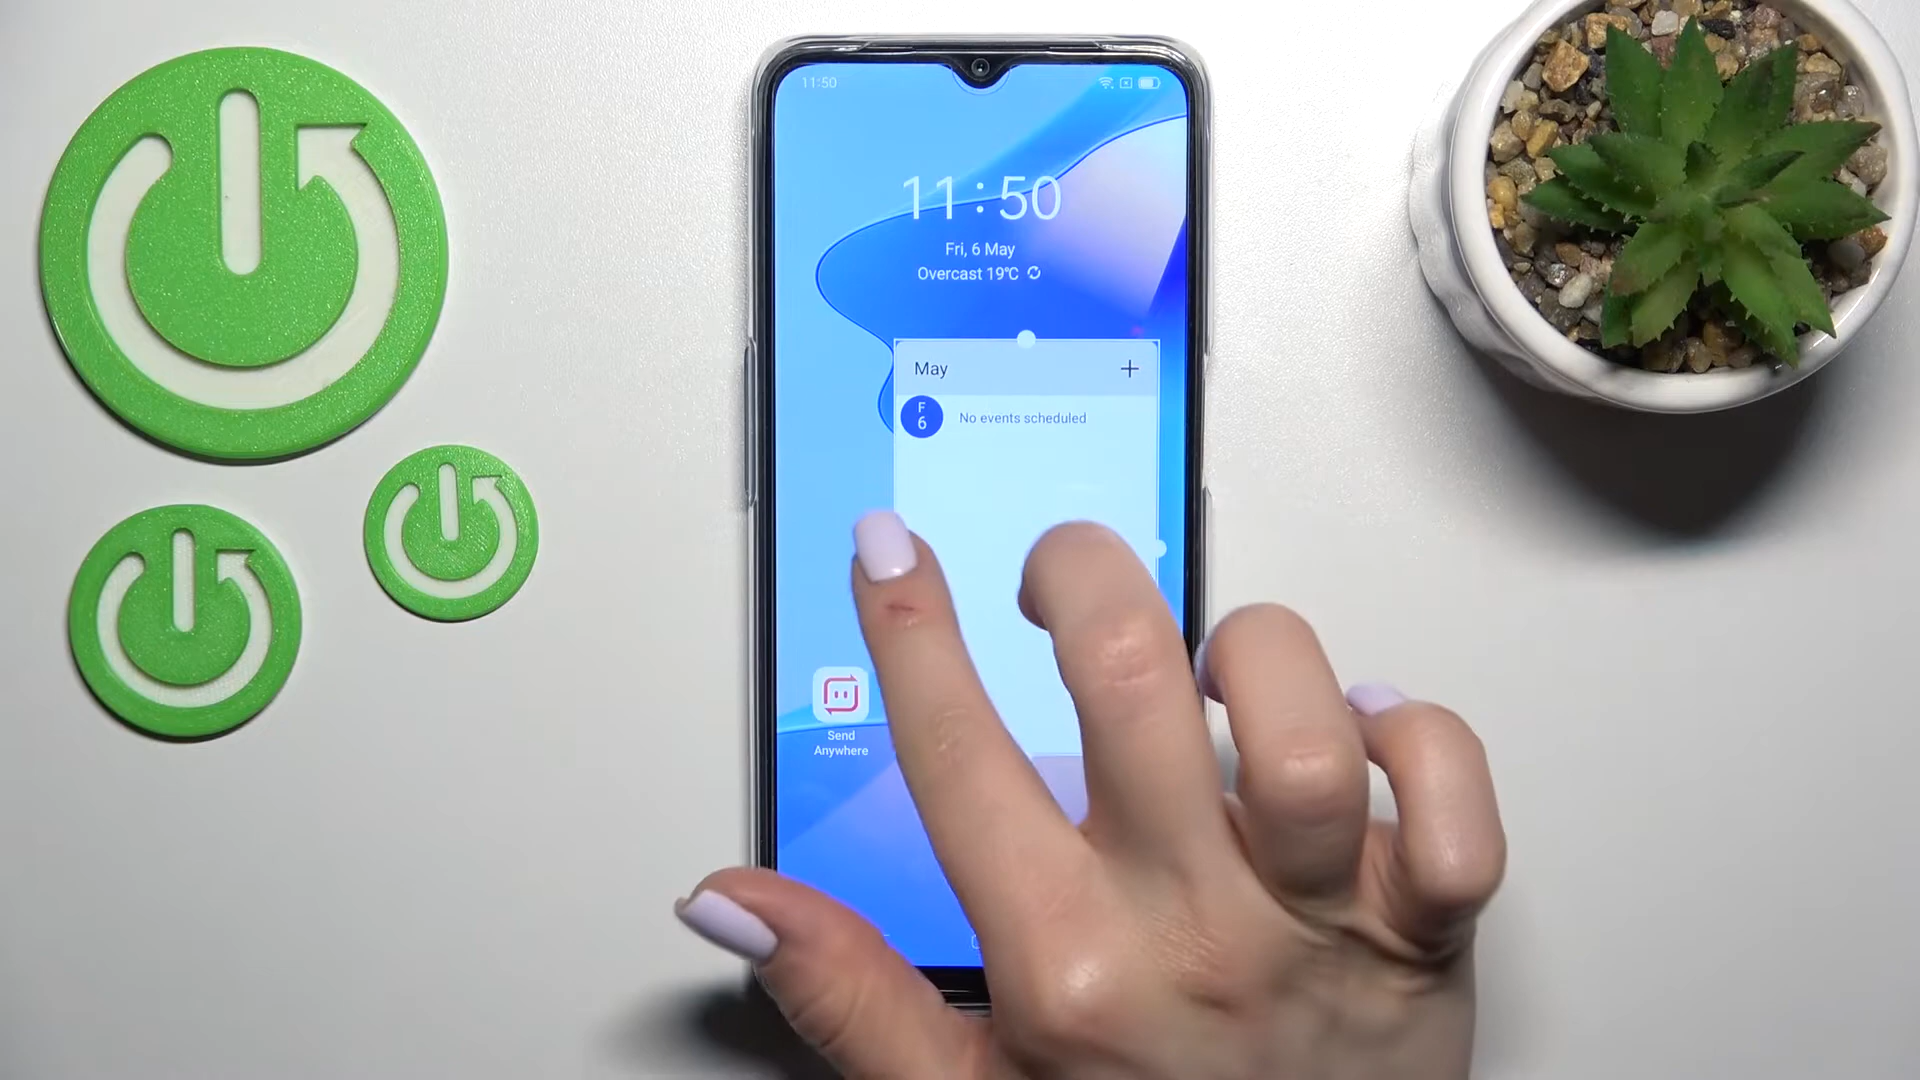 11:50
11:50
Fri, 6 May
Overcast 19°C
May
F
6
No events scheduled
Send
Anywhere